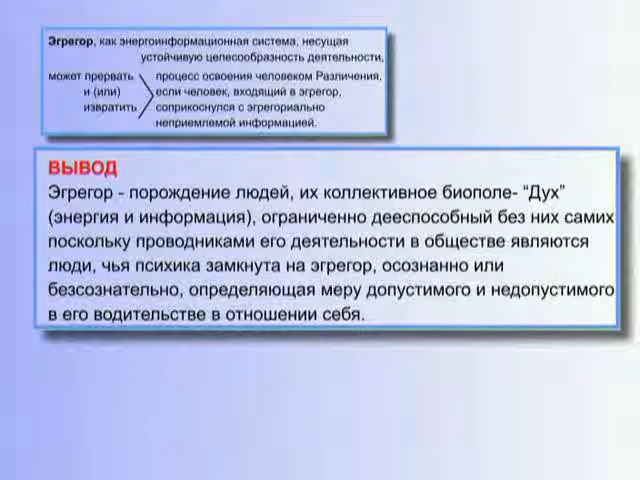 Эгрегор, как энергоинформационная система, несущая
устойчивую целесообразность деятельности,
может прервать процесс освоения человеком Различения,
и (или) если человек, входящий в эгрегор,
извратить соприкоснулся с эгрегориально
неприемлемой информацией.
ВЫВОД
Эгрегор - порождение людей, их коллективное биополе- “Дух”
(энергия и информация), ограниченно дееспособный без них самих
поскольку проводниками его деятельности в обществе являются
люди, чья психика замкнута на эгрегор, осознанно или
безсознательно, определяющая меру допустимого и недопустимого
в его водительстве в отношении себя.